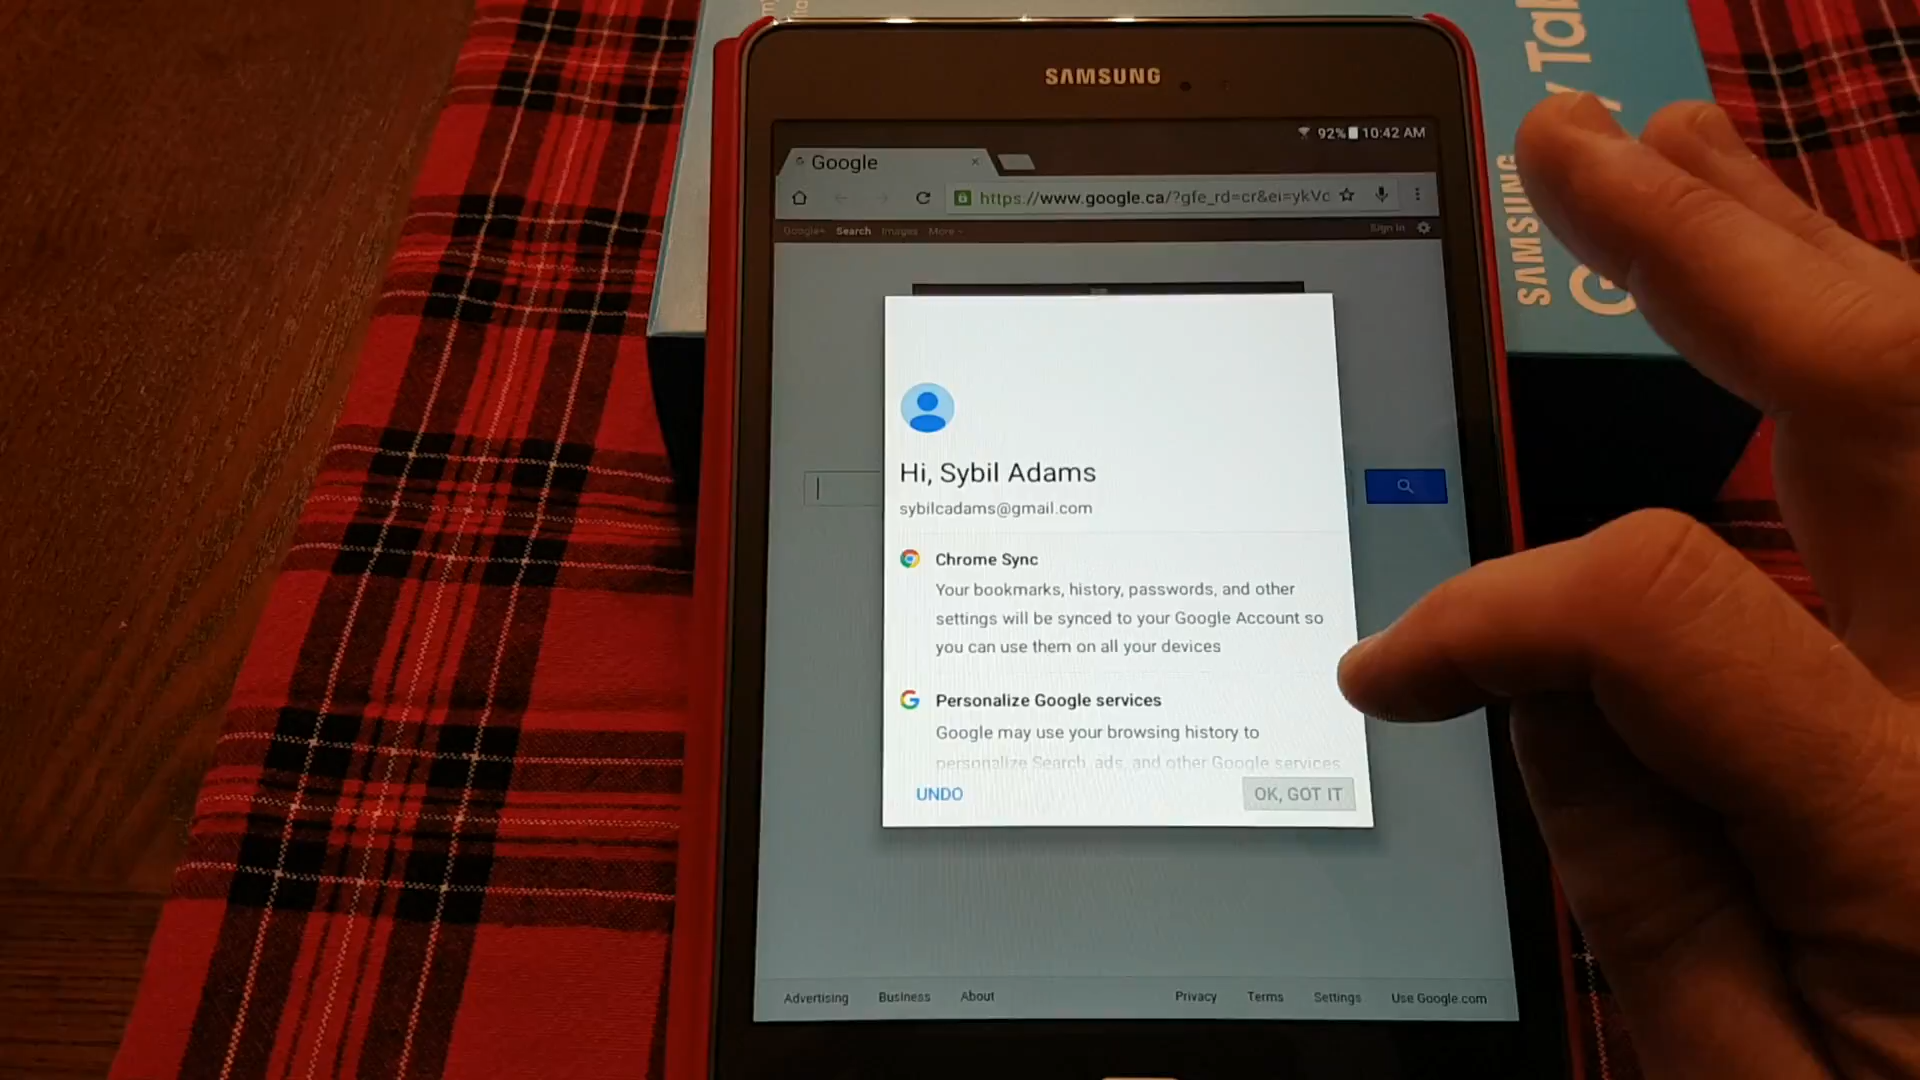 SAMSUNG
92% 10:42 AM
Google
https://www.google.ca/?gfe_rd=cr&ei=ykVc
Google+ Search Images More
Sign in
Hi, Sybil Adams
sybilcadams@gmail.com
Chrome Sync
Your bookmarks, history, passwords, and other
settings will be synced to your Google Account so
you can use them on all your devices
Personalize Google services
Google may use your browsing history to
personalize Search, ads, and other Google services
UNDO OK, GOT IT
Advertising Business About Privacy Terms Settings Use Google.com
SAMSUNG